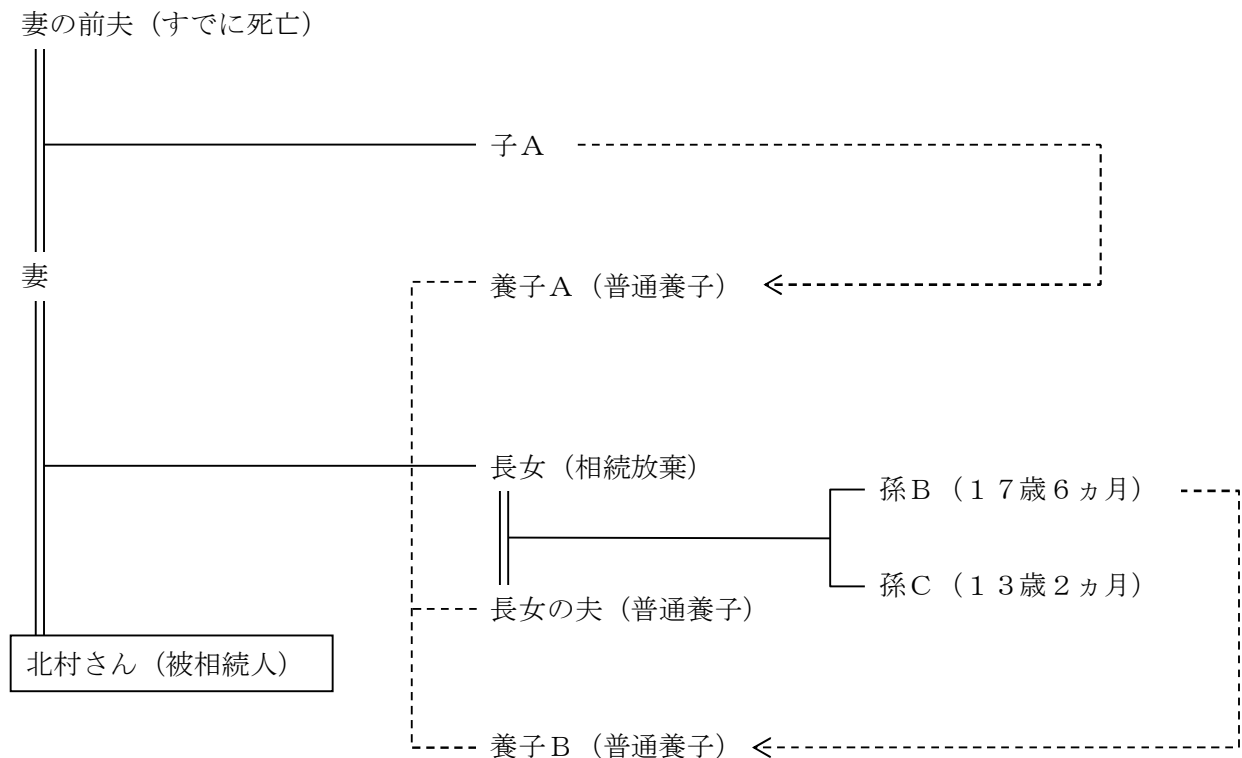 妻の前夫（すでに死亡）
子Ａ
妻
養子Ａ（普通養子）
長女（相続放棄）
孫Ｂ（１７歳６ヵ月）
孫Ｃ（１３歳２ヵ月）
長女の夫（普通養子）
北村さん（被相続人）
養子Ｂ（普通養子）